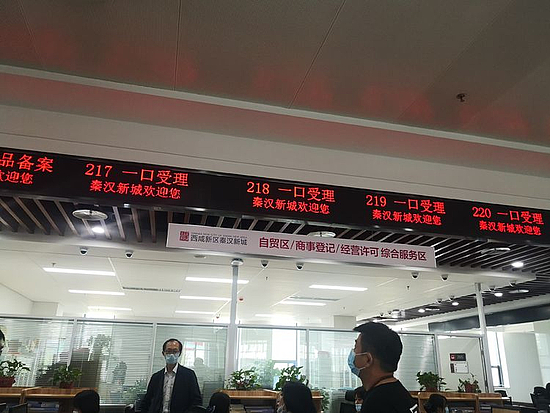 品备案
欢迎您
217 一口受理
秦汉新城欢迎您
218 一口受理
秦汉新城欢迎您
219 一口受理
秦汉新城欢迎您
220 一口受理
秦汉新城欢迎您
西咸新区秦汉新城
自贸区/商事登记/经营许可 综合服务区